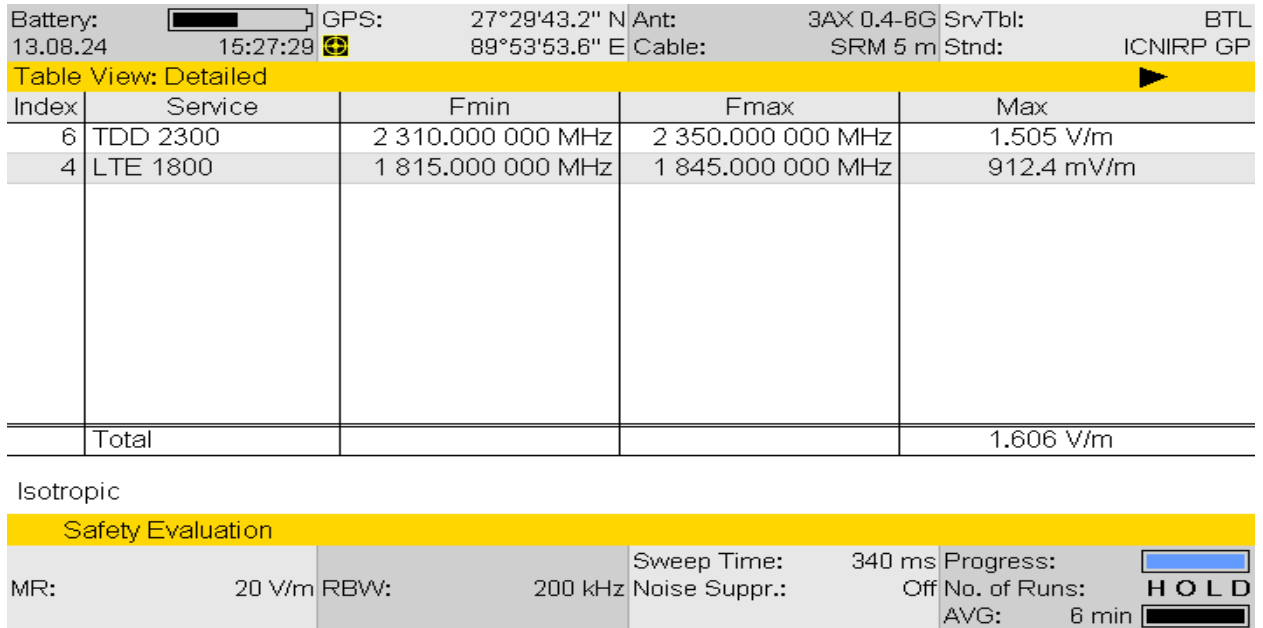 Battery: GPS: 27°29'43.2" N Ant: 3AX 0.4-6G SrvTbl: BTL
13.08.24 15:27:29 89°53'53.6" E Cable: SRM 5 m Stnd: ICNIRP GP
Table View: Detailed
Index Service Fmin Fmax Max
6 TDD 2300 2 310.000 000 MHz 2 350.000 000 MHz 1.505 V/m
4 LTE 1800 1 815.000 000 MHz 1 845.000 000 MHz 912.4 mV/m
Total 1.606 V/m
Isotropic
Safety Evaluation
Sweep Time: 340 ms Progress:
MR: 20 V/m RBW: 200 kHz Noise Suppr.: Off No. of Runs: HOLD
AVG: 6 min